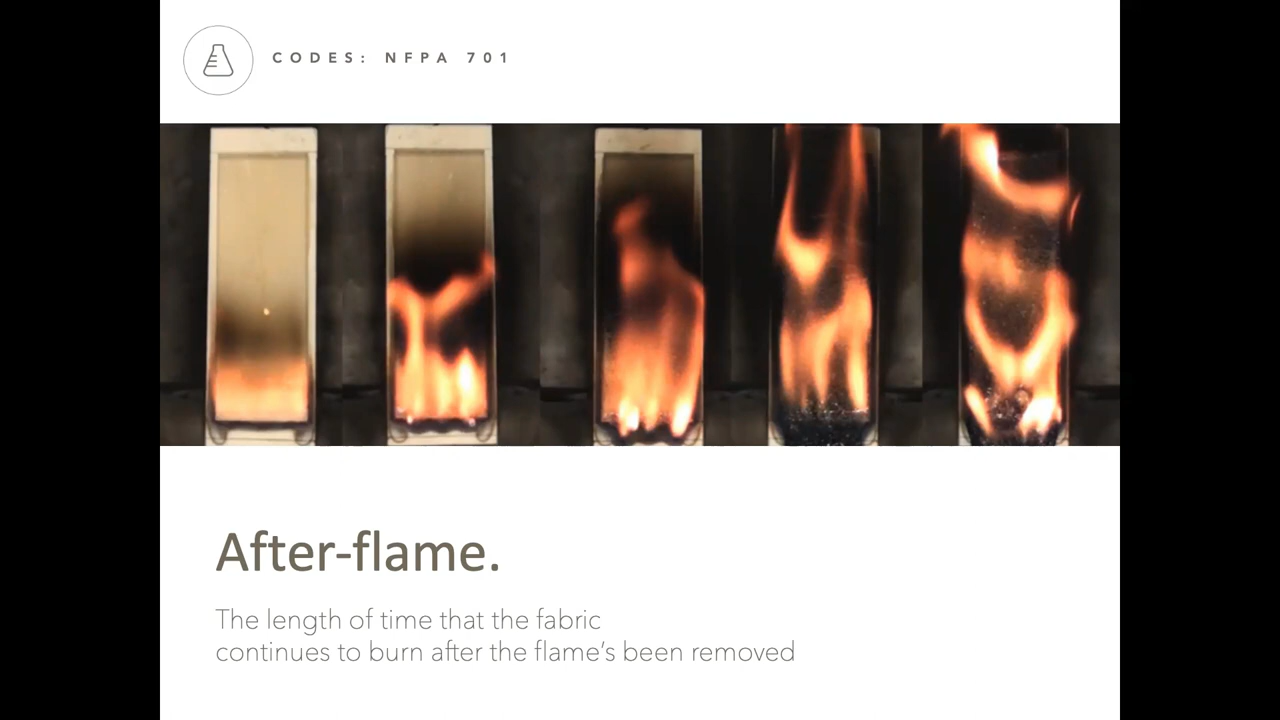 CODES: NFPA 701
After-flame.
The length of time that the fabric
continues to burn after the flame’s been removed